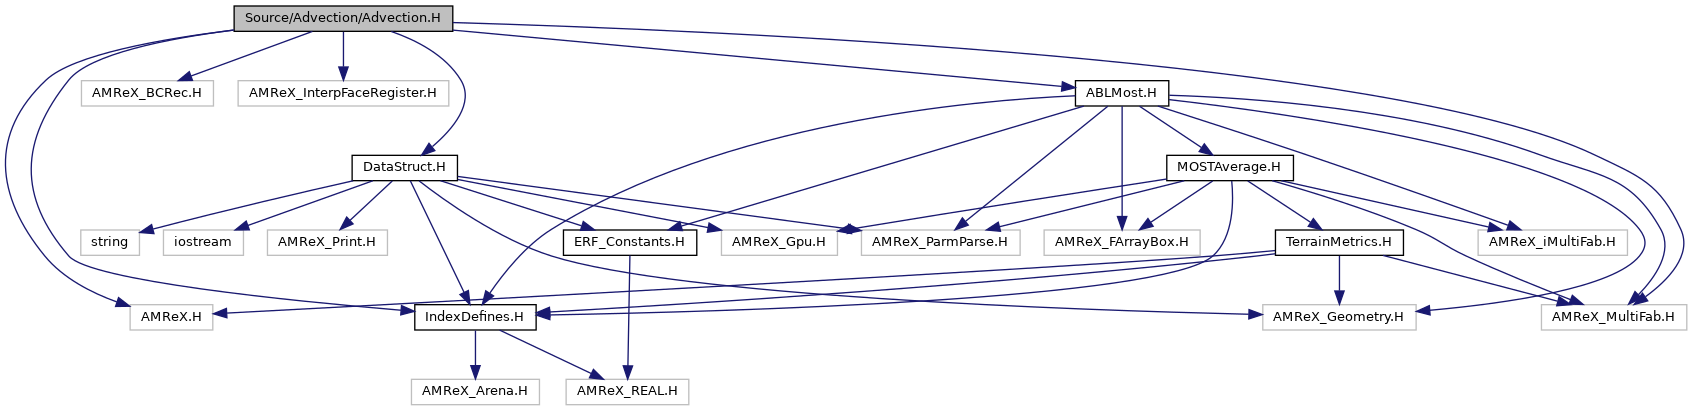 Source/Advection/Advection.H
AMReX_BCRec.H
AMReX_InterpFaceRegister.H
ABLMost.H
DataStruct.H
MOSTAverage.H
string
iostream
AMReX_Print.H
ERF_Constants.H
AMReX_Gpu.H
AMReX_ParmParse.H
AMReX_FArrayBox.H
TerrainMetrics.H
AMReX_iMultiFab.H
AMReX.H
IndexDefines.H
AMReX_Geometry.H
AMReX_MultiFab.H
AMReX_Arena.H
AMReX_REAL.H